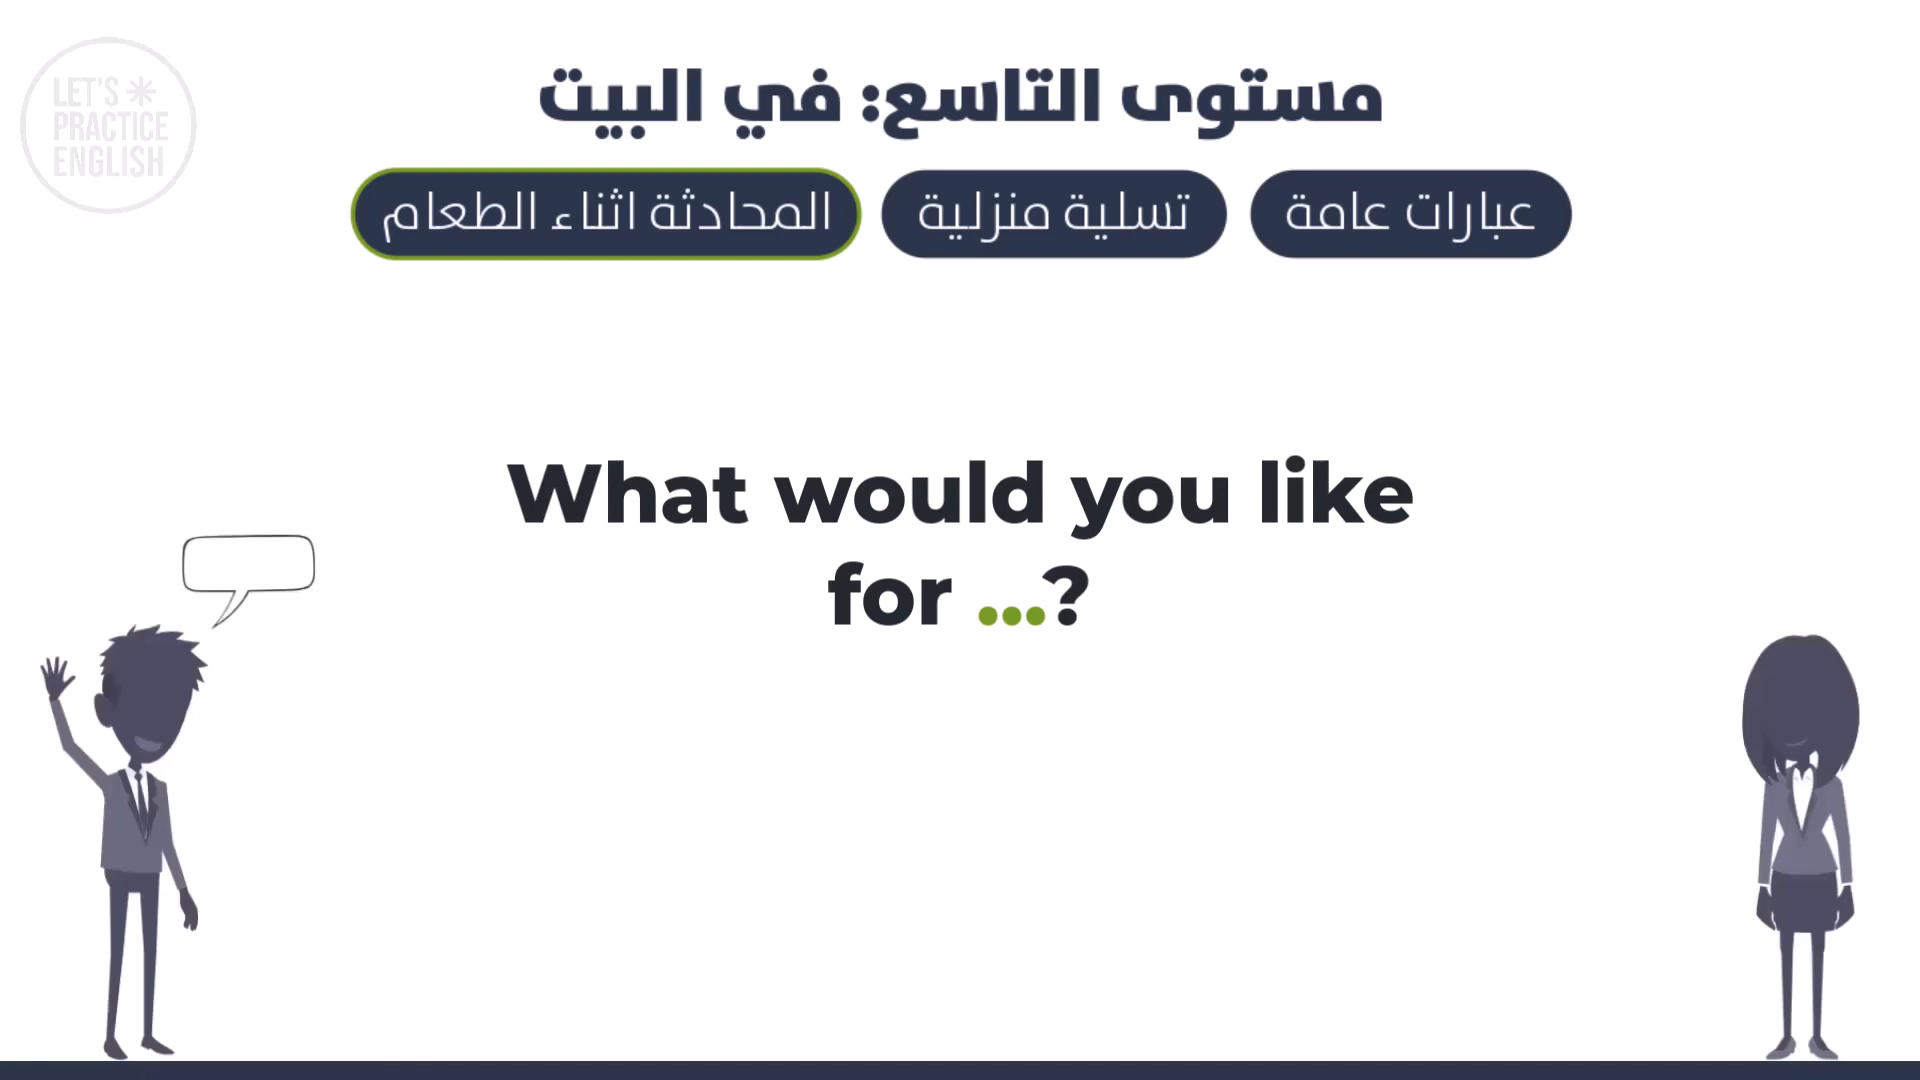 LET'S
PRACTICE
ENGLISH
مستوى التاسع: في البيت
عبارات عامة
تسلية منزلية
المحادثة اثناء الطعام
What would you like
for ...?